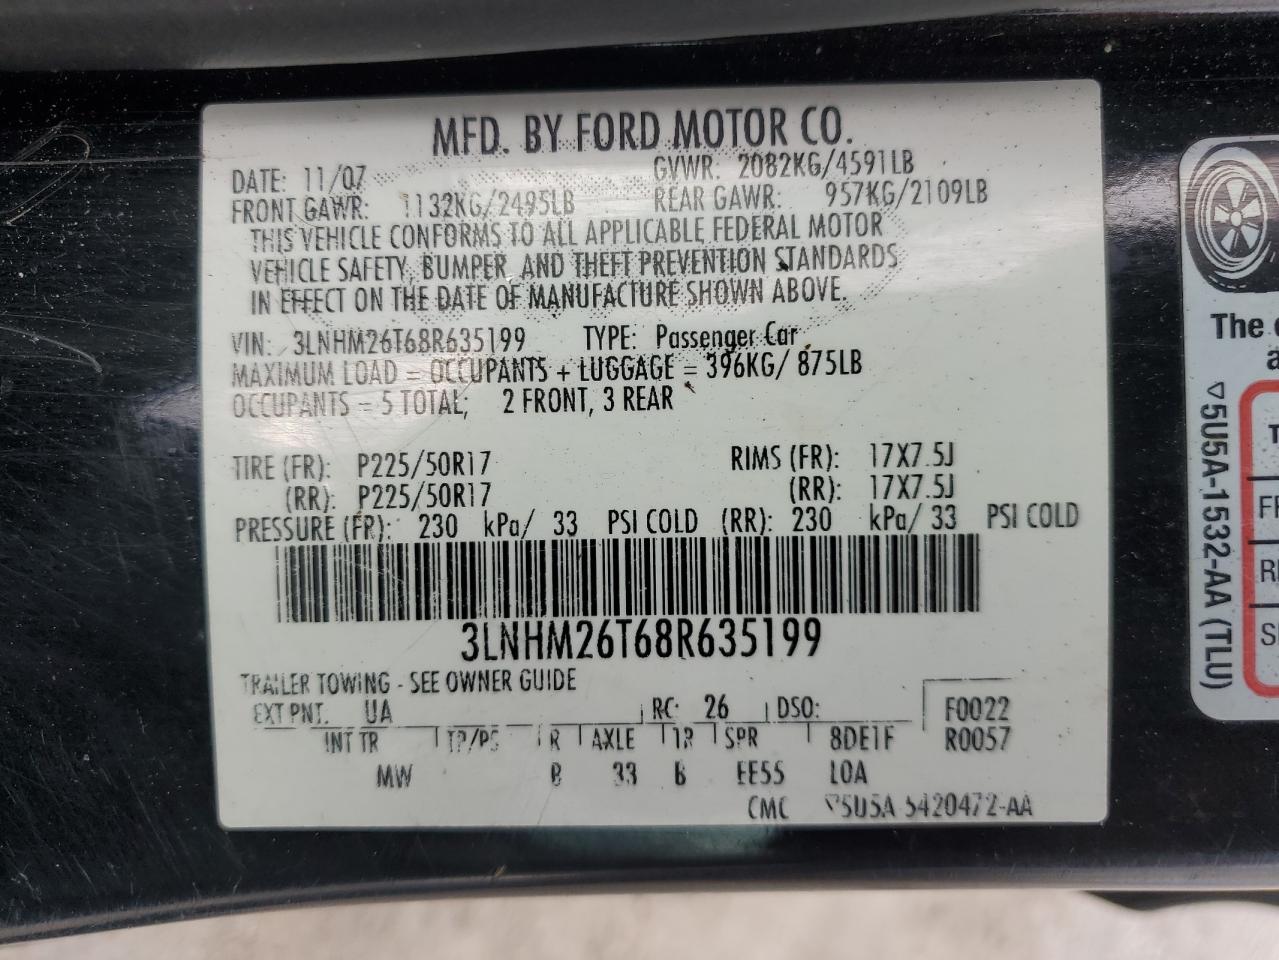 MFD. BY FORD MOTOR CO.
DATE: 11/07 GVWR: 2082KG/4591LB
FRONT GAWR: 1132KG/2495LB REAR GAWR: 957KG/2109LB
THIS VEHICLE CONFORMS TO ALL APPLICABLE FEDERAL MOTOR
VEHICLE SAFETY, BUMPER, AND THEFT PREVENTION STANDARDS
IN EFFECT ON THE DATE OF MANUFACTURE SHOWN ABOVE.
VIN: 3LNHM26T68R635199 TYPE: Passenger Car
MAXIMUM LOAD = OCCUPANTS + LUGGAGE = 396KG/ 875LB
OCCUPANTS = 5 TOTAL; 2 FRONT, 3 REAR
TIRE (FR): P225/50R17 RIMS (FR): 17X7.5J
(RR): P225/50R17 (RR): 17X7.5J
PRESSURE (FR): 230 kPa/ 33 PSI COLD (RR): 230 kPa/ 33 PSI COLD
3LNHM26T68R635199
TRAILER TOWING - SEE OWNER GUIDE
EXT PNT: UA RC: 26 DSO: F0022
INT TR TP/PS R AXLE TR SPR 8DE1F R0057
MW 33 B EE55
CMC 5U5A 5420472-AA
The
5U5A-1532-AA (TLU)